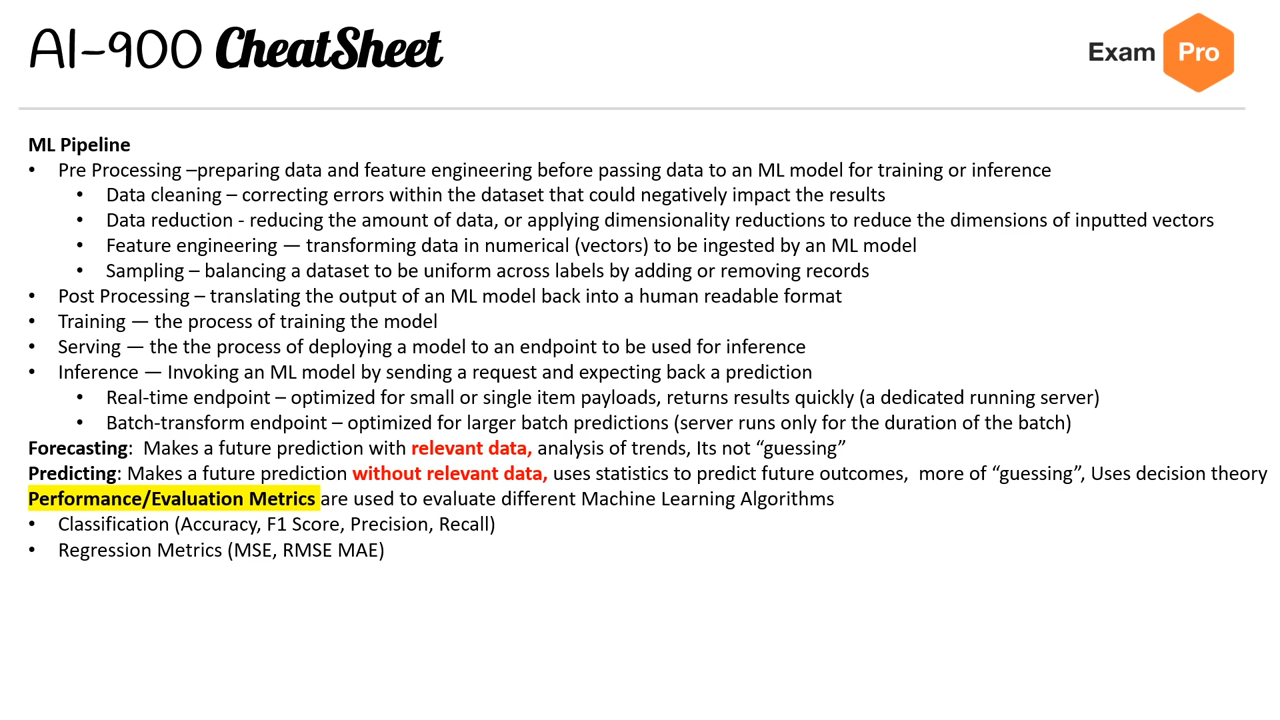 AI-900 CheatSheet
Exam Pro
ML Pipeline
• Pre Processing –preparing data and feature engineering before passing data to an ML model for training or inference
• Data cleaning – correcting errors within the dataset that could negatively impact the results
• Data reduction - reducing the amount of data, or applying dimensionality reductions to reduce the dimensions of inputted vectors
• Feature engineering — transforming data in numerical (vectors) to be ingested by an ML model
• Sampling – balancing a dataset to be uniform across labels by adding or removing records
• Post Processing – translating the output of an ML model back into a human readable format
• Training — the process of training the model
• Serving — the the process of deploying a model to an endpoint to be used for inference
• Inference — Invoking an ML model by sending a request and expecting back a prediction
• Real-time endpoint – optimized for small or single item payloads, returns results quickly (a dedicated running server)
• Batch-transform endpoint – optimized for larger batch predictions (server runs only for the duration of the batch)
Forecasting: Makes a future prediction with relevant data, analysis of trends, Its not “guessing”
Predicting: Makes a future prediction without relevant data, uses statistics to predict future outcomes, more of “guessing”, Uses decision theory
Performance/Evaluation Metrics are used to evaluate different Machine Learning Algorithms
• Classification (Accuracy, F1 Score, Precision, Recall)
• Regression Metrics (MSE, RMSE MAE)